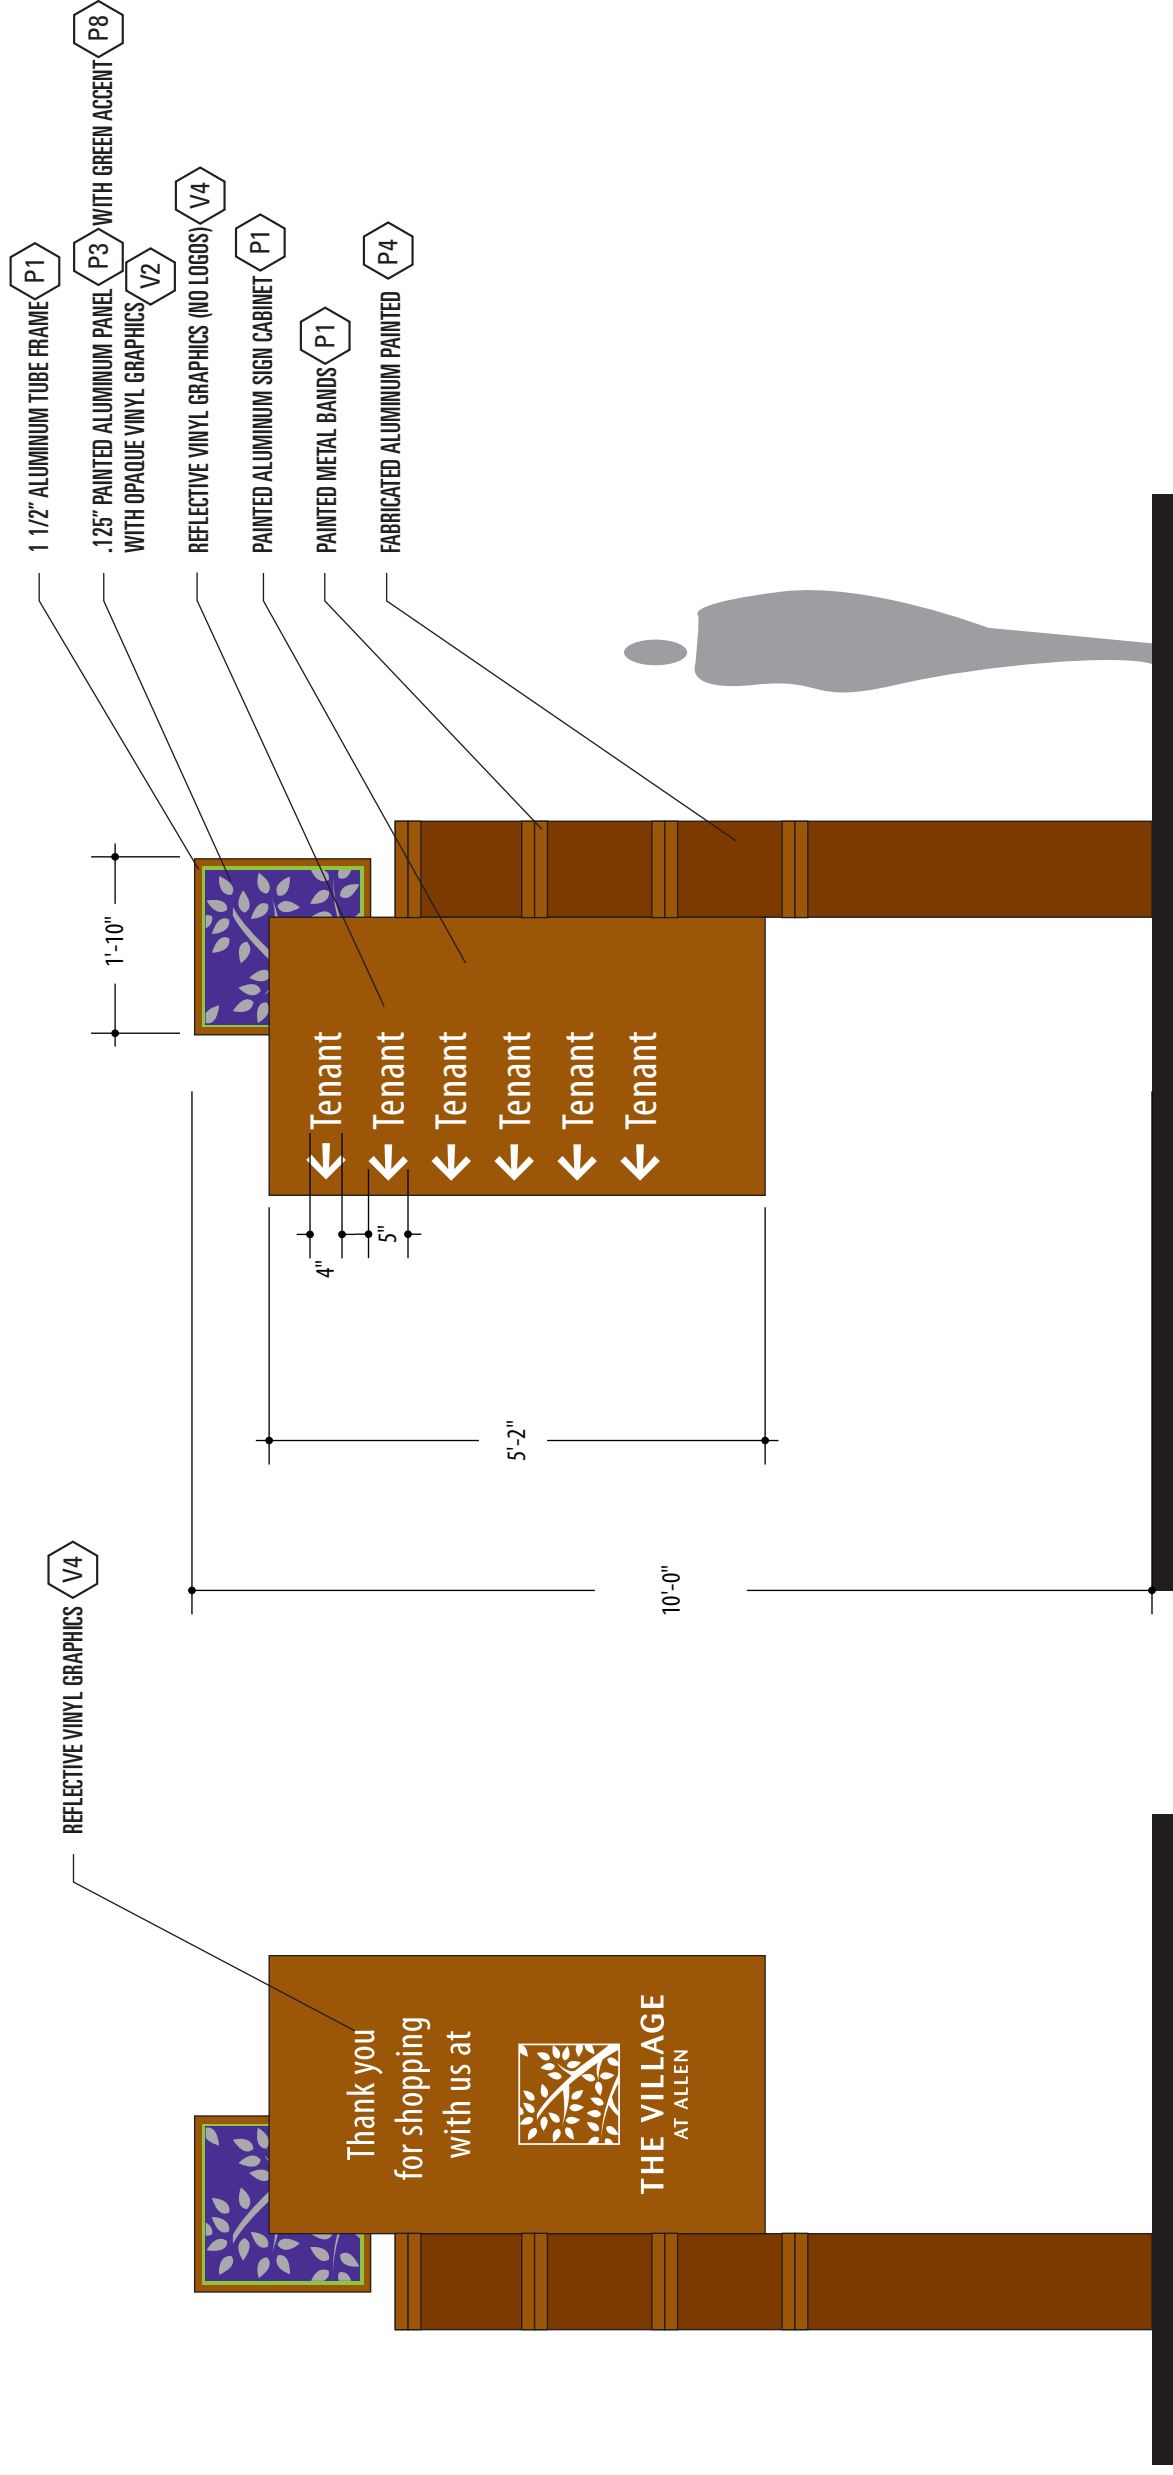 REFLECTIVE VINYL GRAPHICS V4
Thank you
for shopping
with us at
THE VILLAGE
AT ALLEN
1 1/2" ALUMINUM TUBE FRAME P1
.125" PAINTED ALUMINUM PANEL P3 WITH GREEN ACCENT P8
WITH OPAQUE VINYL GRAPHICS V2
REFLECTIVE VINYL GRAPHICS (NO LOGOS) V4
PAINTED ALUMINUM SIGN CABINET P1
PAINTED METAL BANDS P1
FABRICATED ALUMINUM PAINTED P4
1'-10"
4"
5"
5'-2"
10'-0"
Tenant
Tenant
Tenant
Tenant
Tenant
Tenant